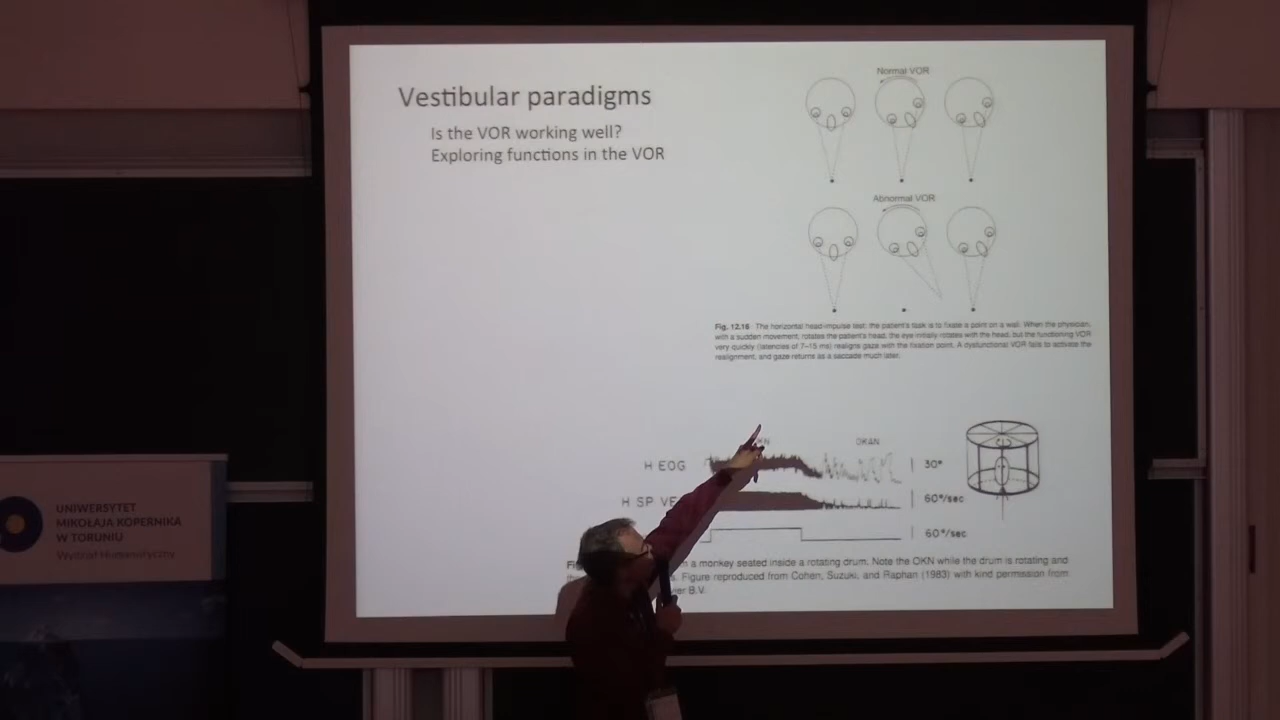 Vestibular paradigms
Is the VOR working well?
Exploring functions in the VOR
Normal VOR
Abnormal VOR
Fig. 12.16 The horizontal head-impulse test: the patient's task is to fixate a point on a wall. When the physician,
with a sudden movement, rotates the patient's head, the eye initially rotates with the head, but the functioning VOR
very quickly (latencies of 7–15 ms) realigns gaze with the fixation point. A dysfunctional VOR fails to activate the
realignment, and gaze returns as a saccade much later.
KN OKAN
H EOG 30°
H SP VE 60°/sec
60°/sec
Fi m a monkey seated inside a rotating drum. Note the OKN while the drum is rotating and
s. Figure reproduced from Cohen, Suzuki, and Raphan (1983) with kind permission from
ier B.V.
UNIWERSYTET
MIKOŁAJA KOPERNIKA
W TORUNIU
Wydział Humanistyczny